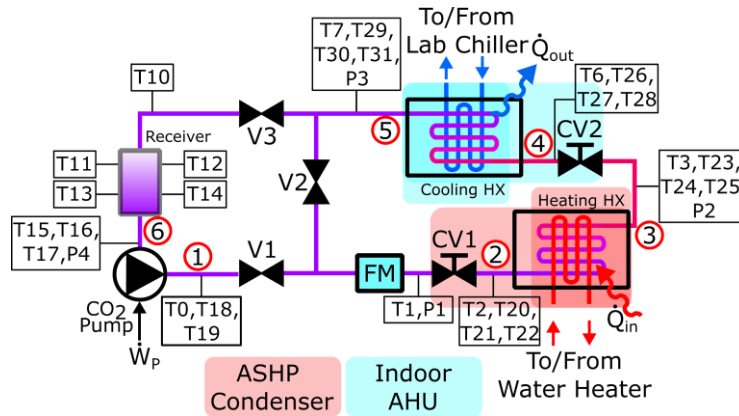 T7,T29,
T30,T31,
P3
To/From
Lab Chiller
Q̇out
T6,T26,
T27,T28
T10
V3
5
4
CV2
Receiver
T11
T12
T13
T14
V2
Cooling HX
T3,T23,
T24,T25,
P2
Heating HX
T15,T16,
T17,P4
6
1
V1
FM
CV1
2
3
CO2
Pump
ẆP
T0,T18,
T19
T1,P1
T2,T20,
T21,T22
Q̇in
To/From
Water Heater
ASHP
Condenser
Indoor
AHU